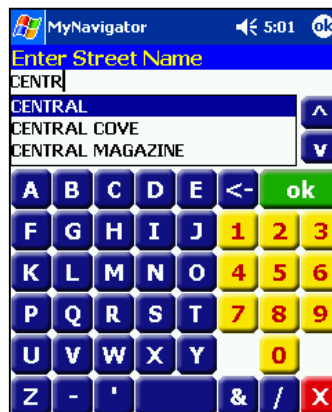 MyNavigator 5:01 ok
Enter Street Name
CENTR
CENTRAL
CENTRAL COVE
CENTRAL MAGAZINE
^
v
A B C D E <- ok
F G H I J 1 2 3
K L M N O 4 5 6
P Q R S T 7 8 9
U V W X Y 0
Z - ' & / X